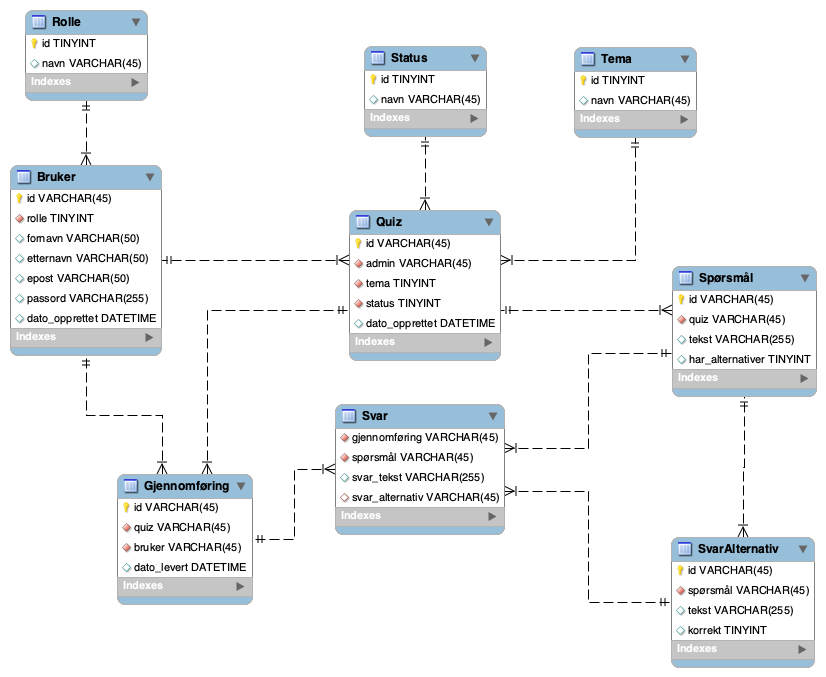 Rolle
id TINYINT
navn VARCHAR(45)
Indexes
Status
id TINYINT
navn VARCHAR(45)
Indexes
Tema
id TINYINT
navn VARCHAR(45)
Indexes
Bruker
id VARCHAR(45)
rolle TINYINT
fornavn VARCHAR(50)
etternavn VARCHAR(50)
epost VARCHAR(50)
passord VARCHAR(255)
dato_opprettet DATETIME
Indexes
Quiz
id VARCHAR(45)
admin VARCHAR(45)
tema TINYINT
status TINYINT
dato_opprettet DATETIME
Indexes
Spørsmål
id VARCHAR(45)
quiz VARCHAR(45)
tekst VARCHAR(255)
har_alternativer TINYINT
Indexes
Svar
gjennomføring VARCHAR(45)
spørsmål VARCHAR(45)
svar_tekst VARCHAR(255)
svar_alternativ VARCHAR(45)
Indexes
Gjennomføring
id VARCHAR(45)
quiz VARCHAR(45)
bruker VARCHAR(45)
dato_levert DATETIME
Indexes
SvarAlternativ
id VARCHAR(45)
spørsmål VARCHAR(45)
tekst VARCHAR(255)
korrekt TINYINT
Indexes